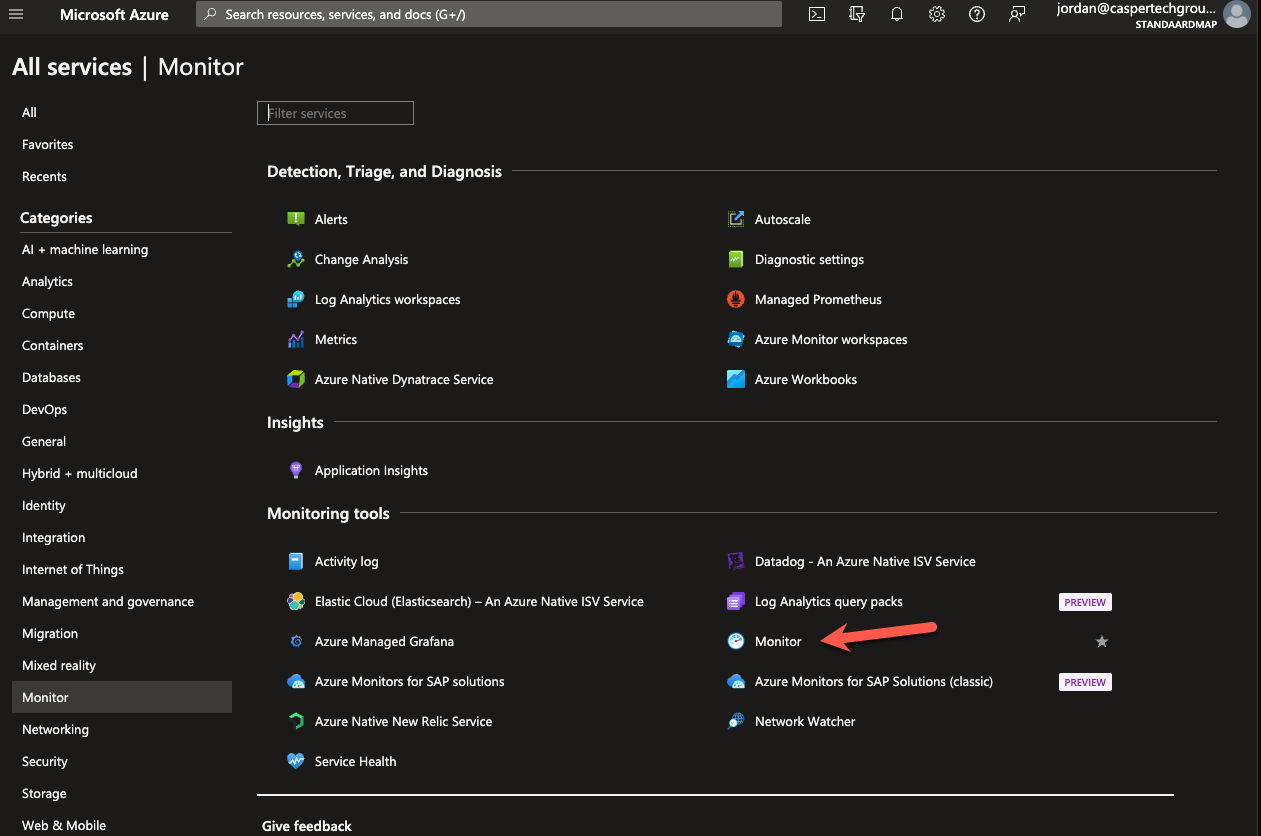 Microsoft Azure
Search resources, services, and docs (G+/)
jordan@caspertechgrou...
STANDAARDMAP
All services | Monitor
All
Favorites
Recents
Categories
AI + machine learning
Analytics
Compute
Containers
Databases
DevOps
General
Hybrid + multicloud
Identity
Integration
Internet of Things
Management and governance
Migration
Mixed reality
Monitor
Networking
Security
Storage
Web & Mobile
Filter services
Detection, Triage, and Diagnosis
Alerts
Autoscale
Change Analysis
Diagnostic settings
Log Analytics workspaces
Managed Prometheus
Metrics
Azure Monitor workspaces
Azure Native Dynatrace Service
Azure Workbooks
Insights
Application Insights
Monitoring tools
Activity log
Datadog - An Azure Native ISV Service
Elastic Cloud (Elasticsearch) – An Azure Native ISV Service
Log Analytics query packs
PREVIEW
Azure Managed Grafana
Monitor
Azure Monitors for SAP solutions
Azure Monitors for SAP Solutions (classic)
PREVIEW
Azure Native New Relic Service
Network Watcher
Service Health
Give feedback